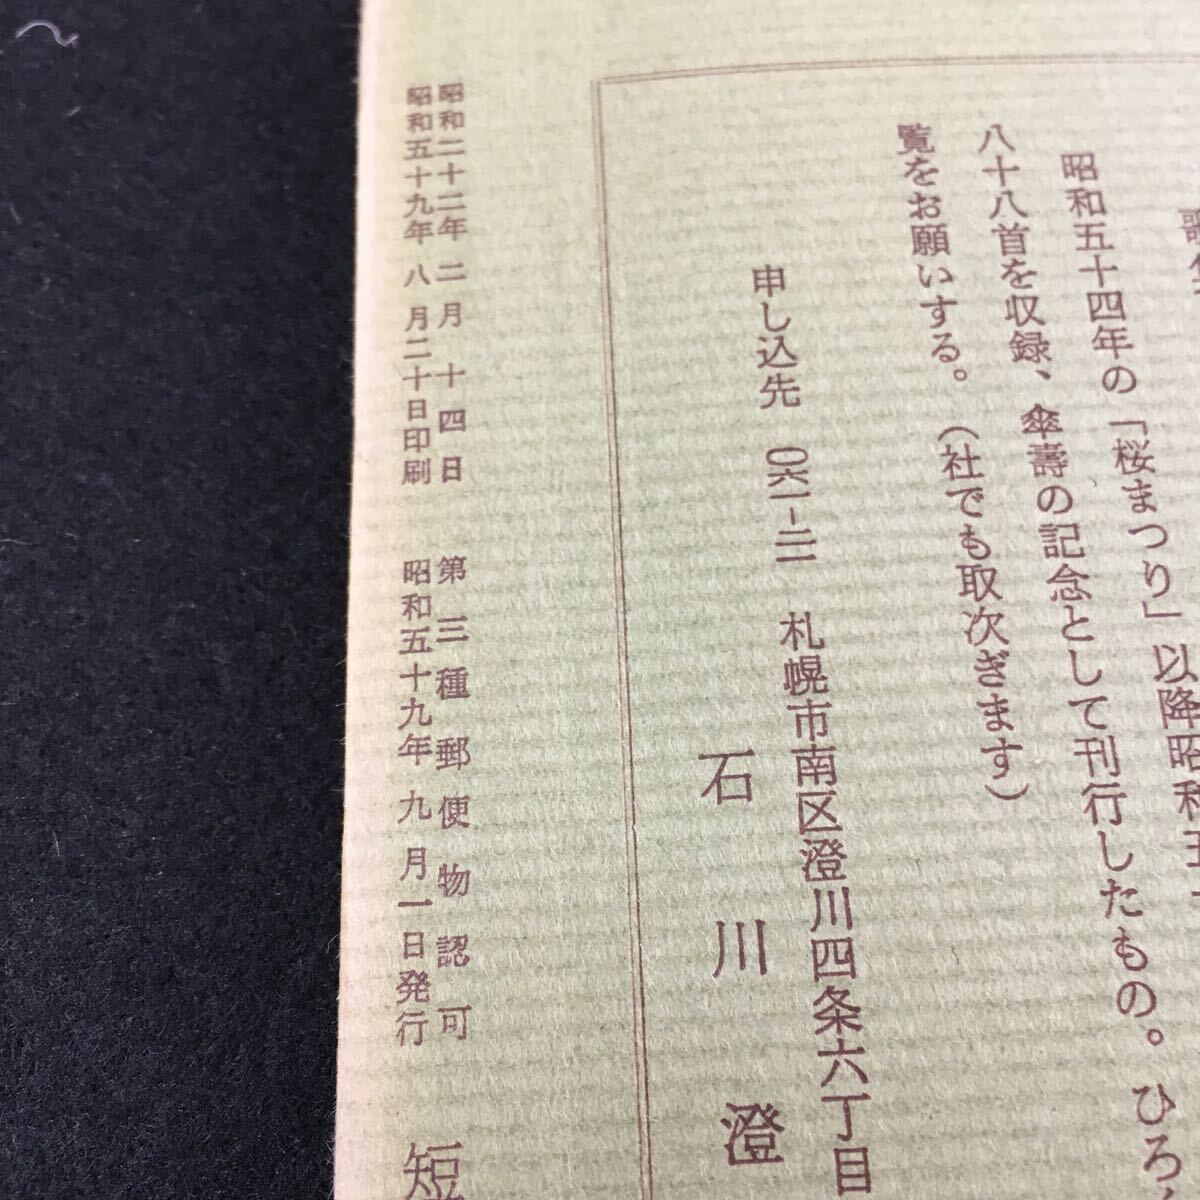 昭和五十四年の「桜まつり」以降昭和五十
八十八首を収録、傘壽の記念として刊行したもの。ひろく
覧をお願いする。（社でも取次ぎます）
申し込先 〇六一-二一 札幌市南区澄川四条六丁目
石川澄
昭和二十二年二月十四日 第三種郵便物認可
昭和五十九年八月二十日印刷 昭和五十九年九月一日発行
短